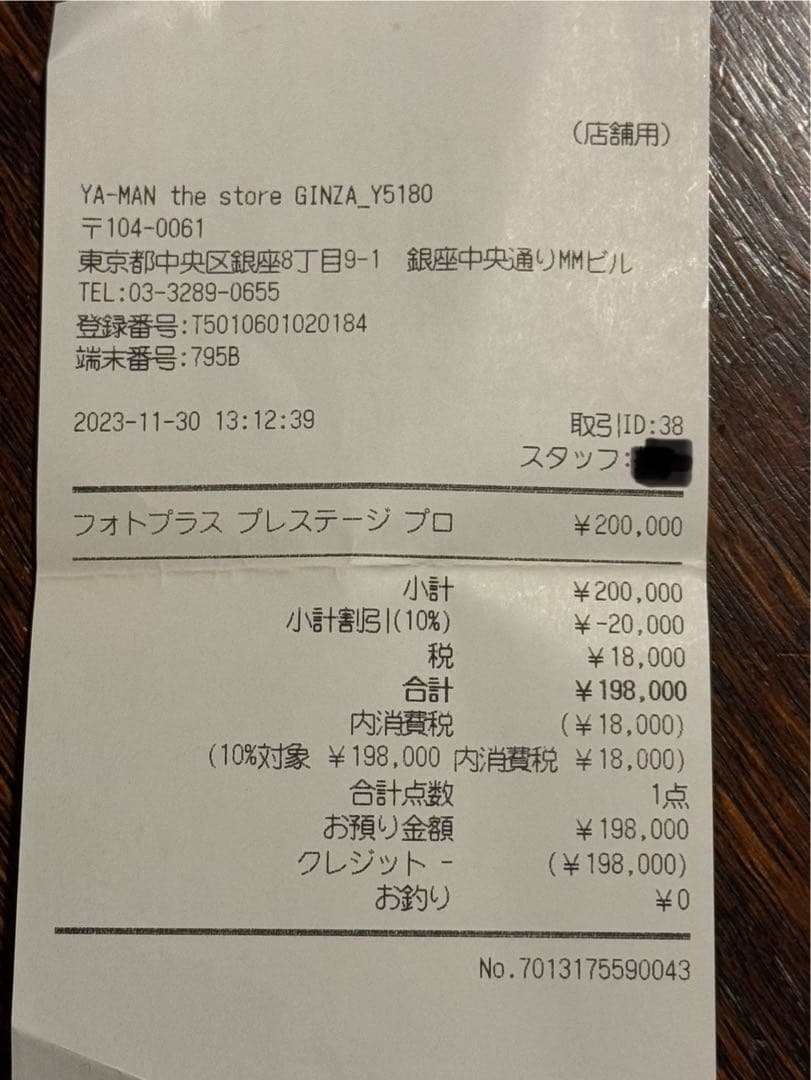 (店舗用)
YA-MAN the store GINZA_Y5180
〒104-0061
東京都中央区銀座8丁目9-1 銀座中央通りMMビル
TEL:03-3289-0655
登録番号:T5010601020184
端末番号:795B
2023-11-30 13:12:39 取引ID:38
スタッフ:
フォトプラス プレステージ プロ ¥200,000
小計 ¥200,000
小計割引(10%) ¥-20,000
税 ¥18,000
合計 ¥198,000
内消費税 (¥18,000)
(10%対象 ¥198,000 内消費税 ¥18,000)
合計点数 1点
お預り金額 ¥198,000
クレジット - (¥198,000)
お釣り ¥0
No.7013175590043